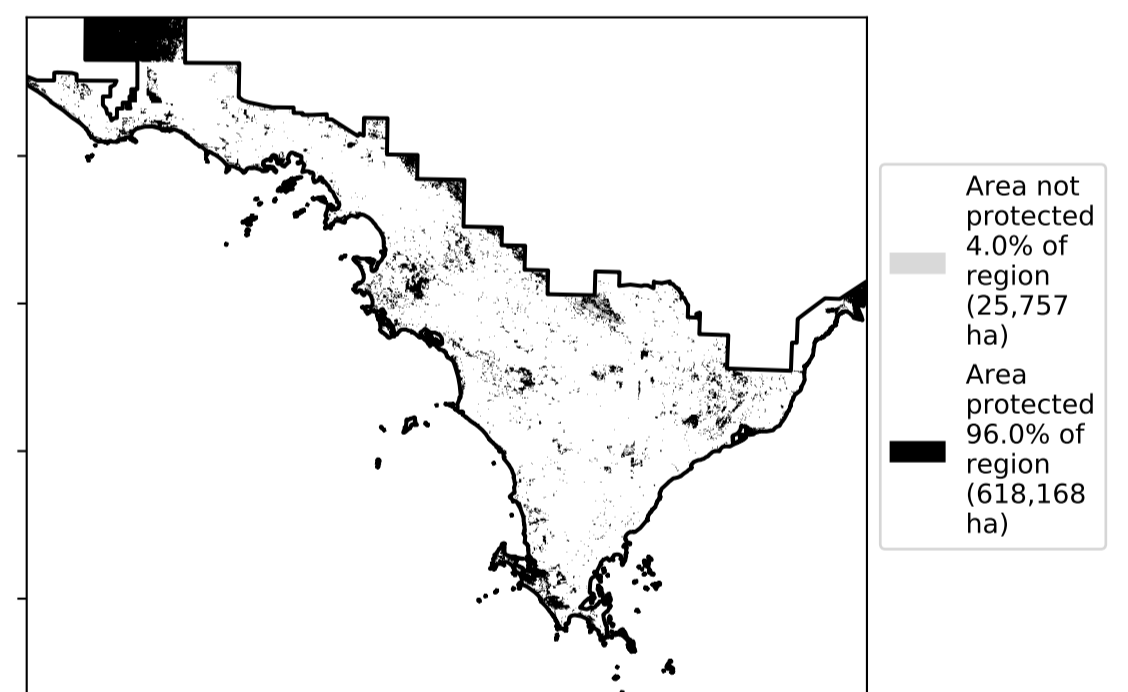 Area not
protected
4.0% of
region
(25,757
ha)
Area
protected
96.0% of
region
(618,168
ha)